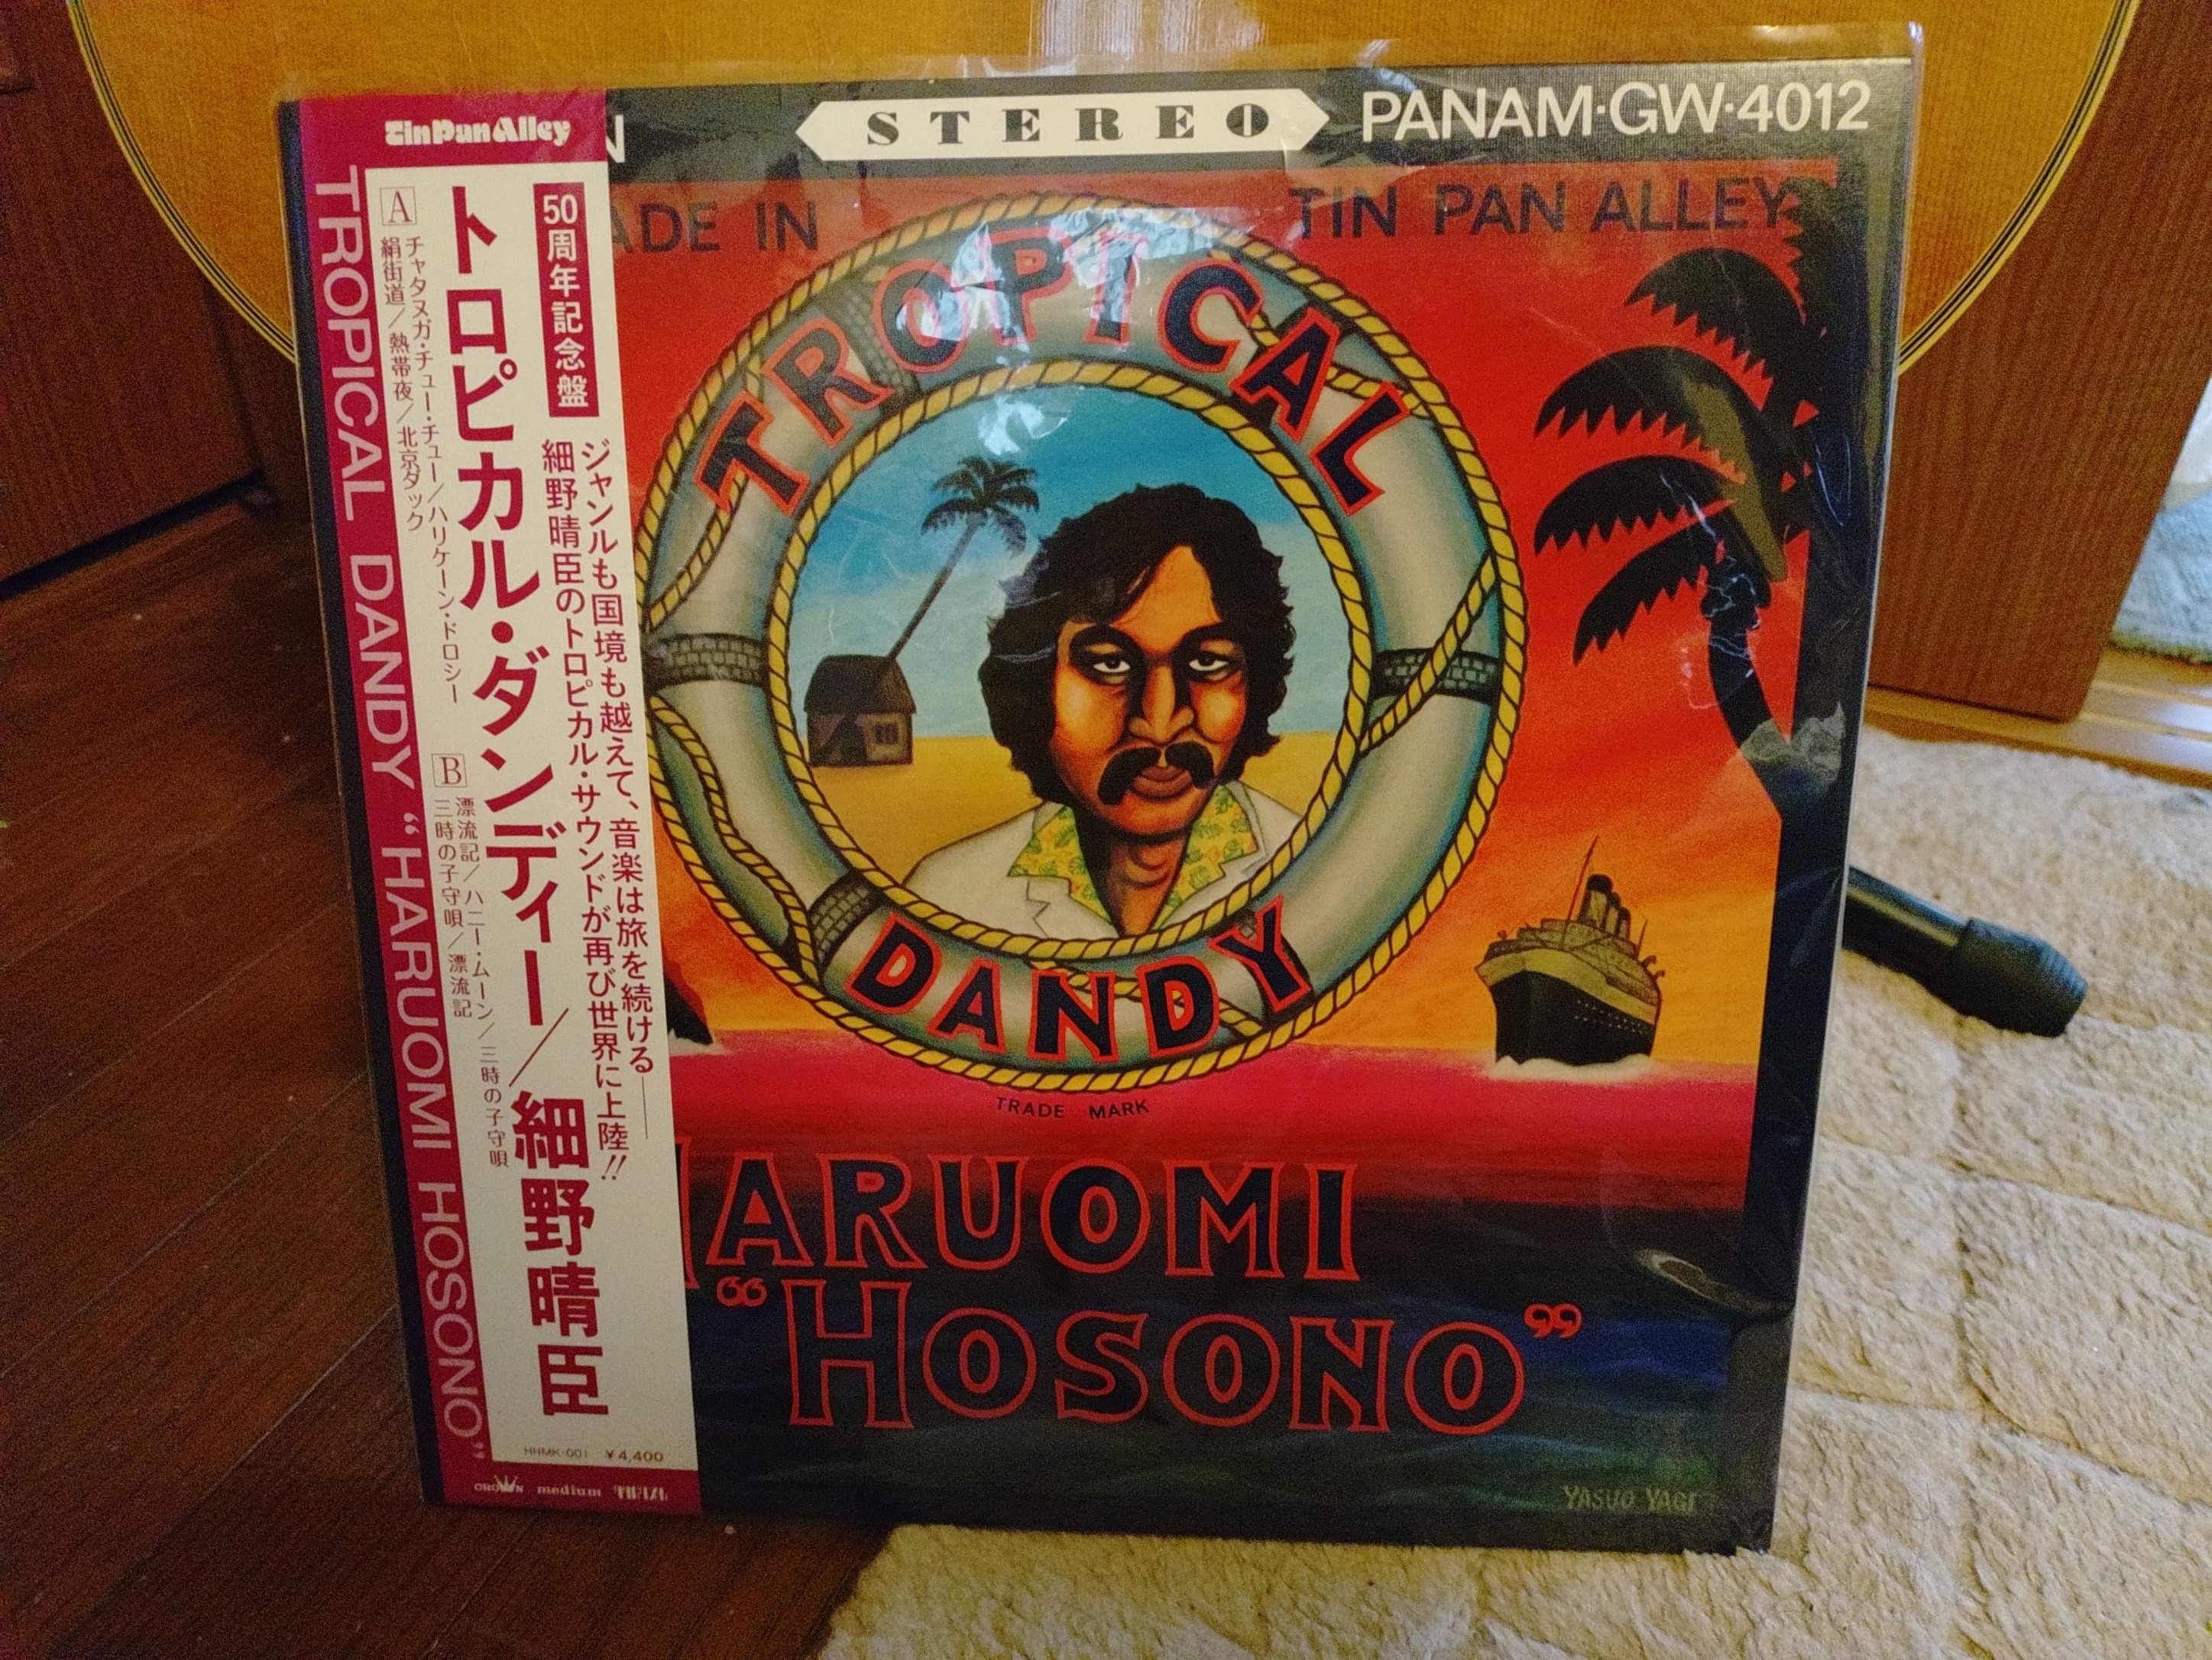 TinPanAlley
TROPICAL DANDY "HARUOMI HOSONO"
50周年記念盤
ジャンルも国境も越えて、音楽は旅を続ける——
細野晴臣のトロピカル・サウンドが再び世界に上陸!!
トロピカル・ダンディー/細野晴臣
A
チャタヌガ・チュー・チュー/ハリケーン・ドロシー
絹街道/熱帯夜/北京ダック
B
漂流記/ハニー・ムーン/三時の子守唄
三時の子守唄/漂流記
HHMK-001 ¥4,400
CROWN medium
N
STEREO
PANAM·GW·4012
ADE IN TIN PAN ALLEY
TROPICAL
DANDY
TRADE MARK
HARUOMI
"HOSONO"
YASUO YAGI